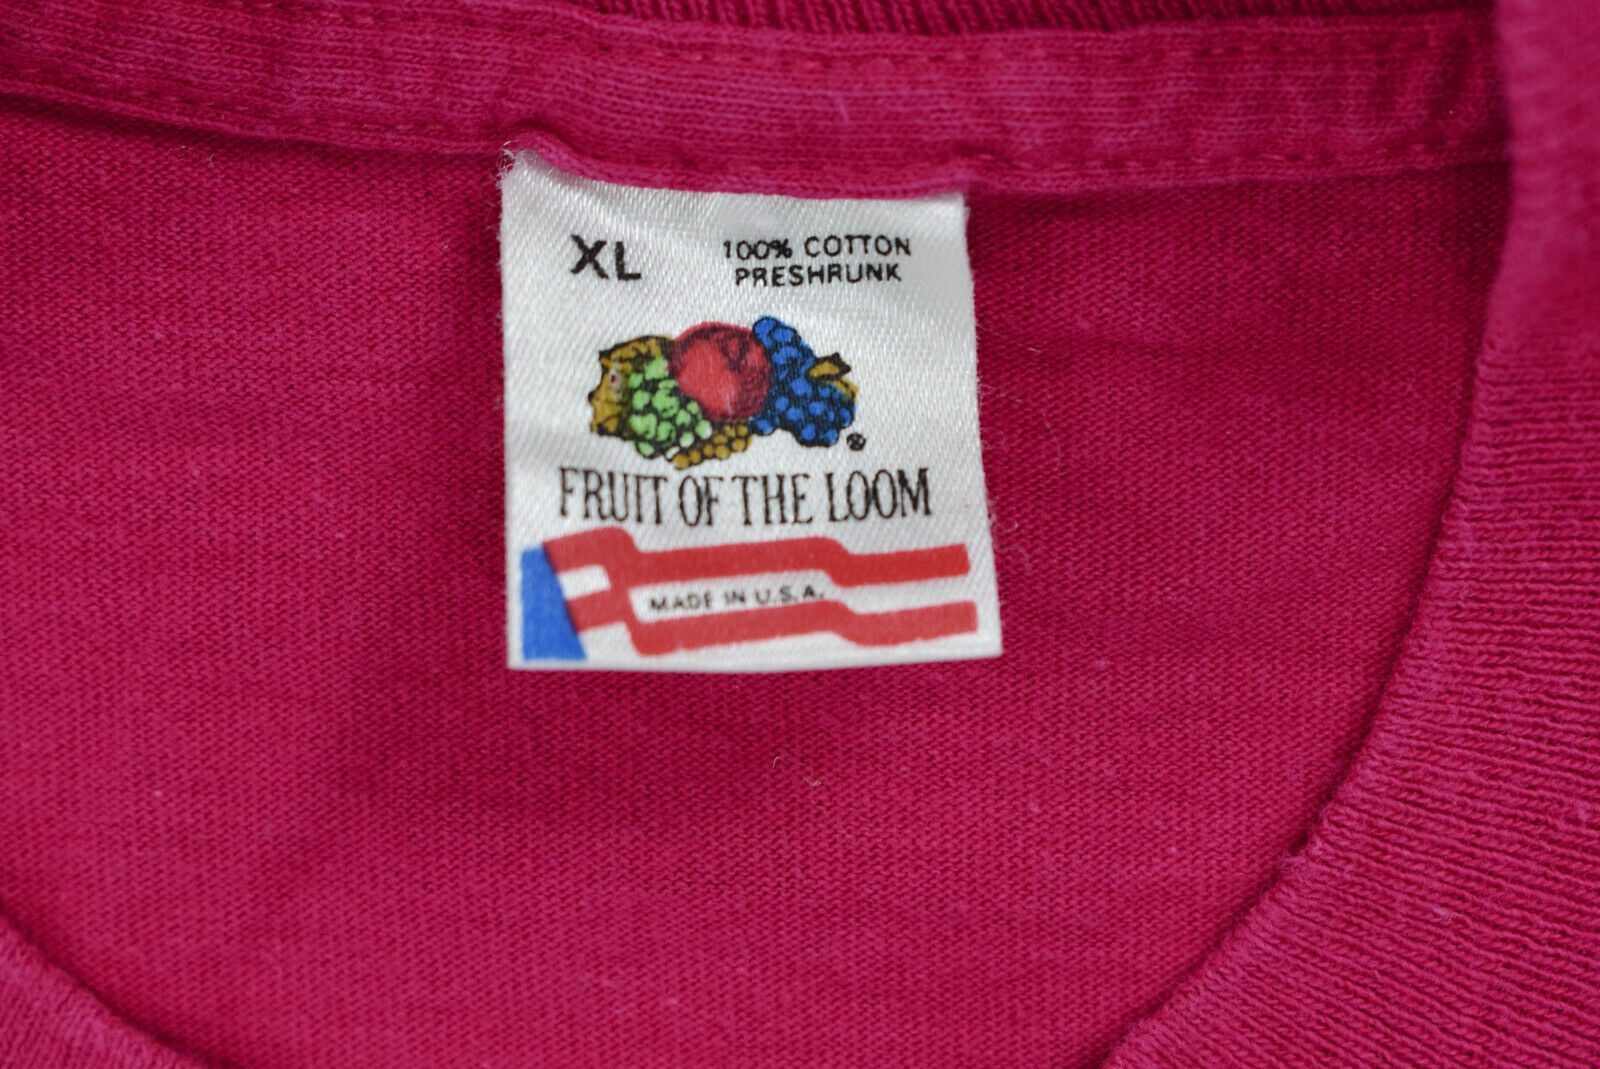 XL
100% COTTON
PRESHRUNK
®
FRUIT OF THE LOOM
MADE IN U.S.A.